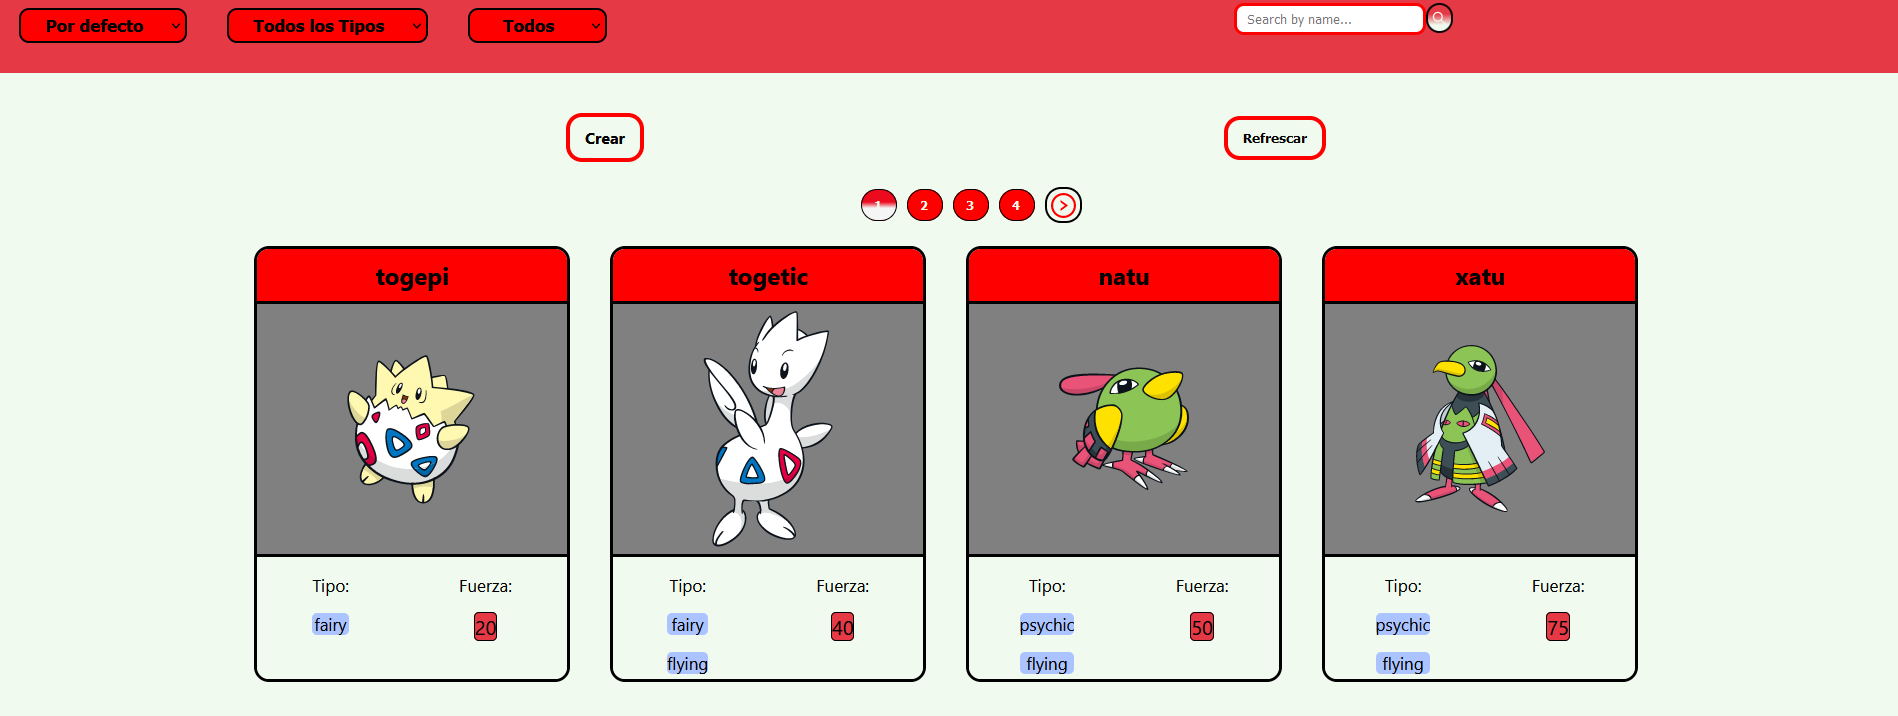 Por defecto Todos los Tipos Todos Search by name...
Crear Refrescar
1 2 3 4
togepi togetic natu xatu
Tipo: Fuerza: Tipo: Fuerza: Tipo: Fuerza: Tipo: Fuerza:
fairy 20 fairy 40 psychic 50 psychic 75
flying flying flying